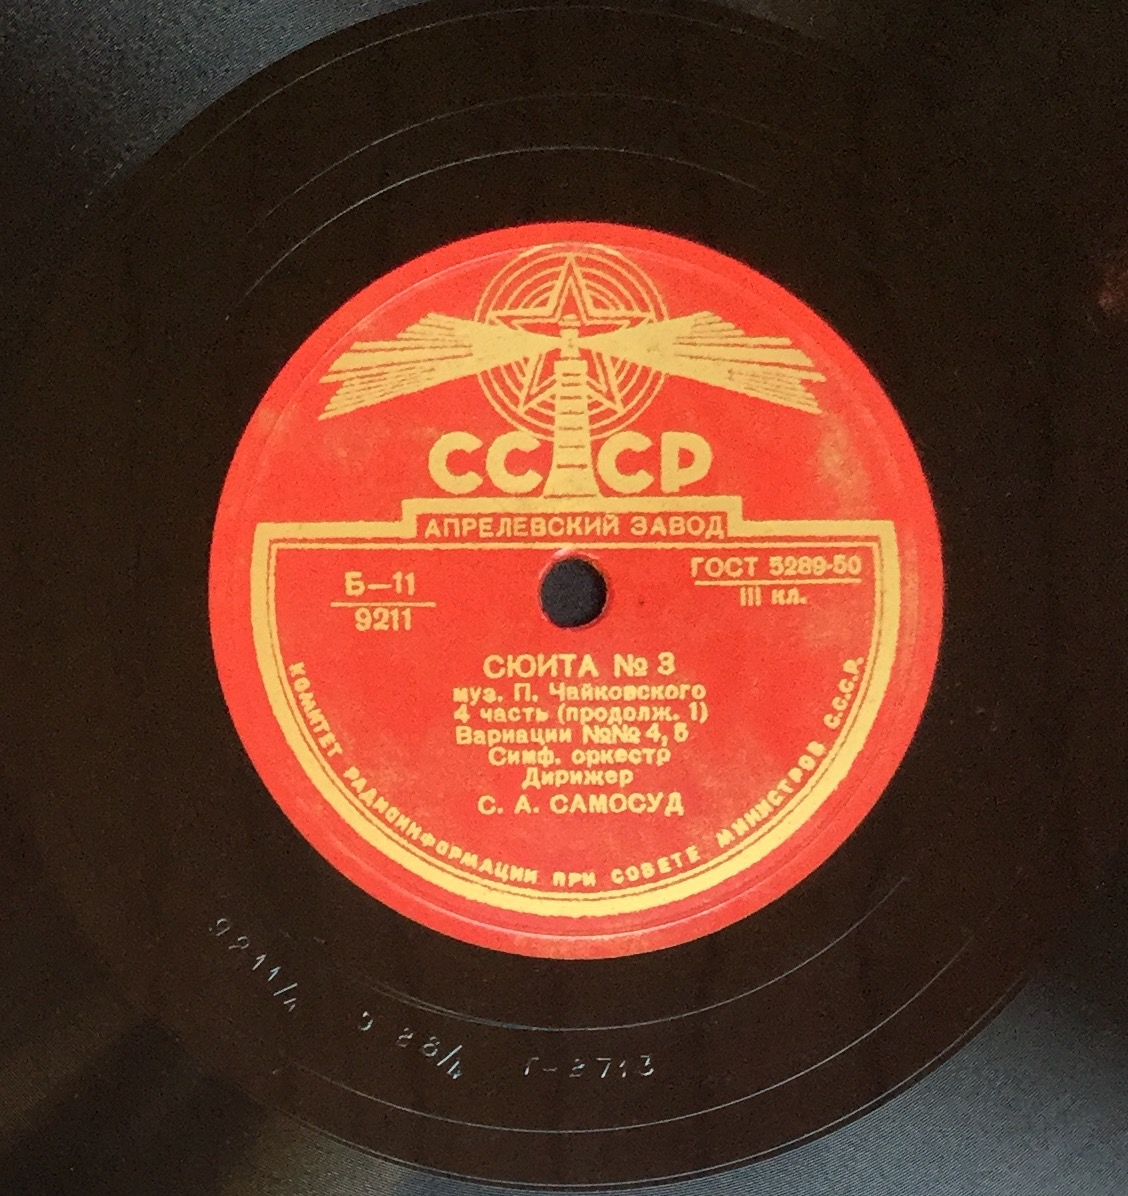 СССР
АПРЕЛЕВСКИЙ ЗАВОД
Б—11
9211
ГОСТ 5289-50
III кл.
СЮИТА № 3
муз. П. Чайковского
4 часть (продолж. 1)
Вариации №№ 4, 5
Симф. оркестр
Дирижер
С. А. САМОСУД
КОМИТЕТ РАДИОИНФОРМАЦИИ ПРИ СОВЕТЕ МИНИСТРОВ С.С.С.Р.
9211/4